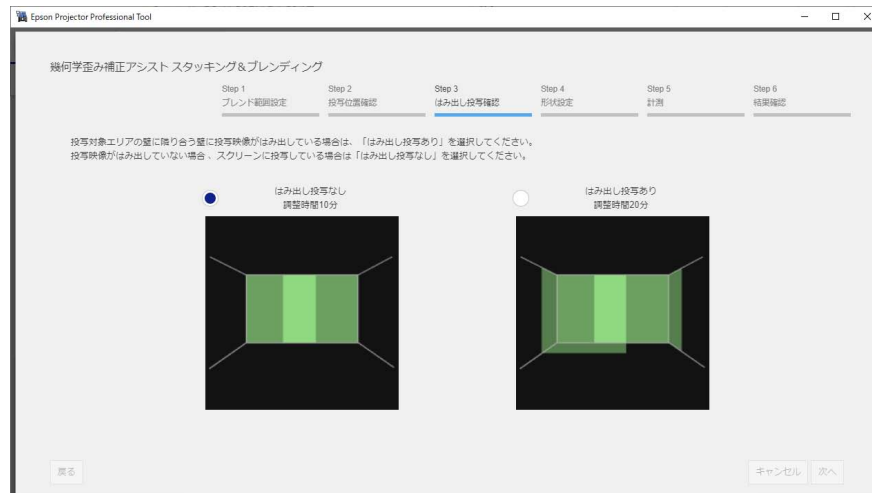 Epson Projector Professional Tool
幾何学歪み補正アシスト スタッキング＆ブレンディング
Step 1
ブレンド範囲設定
Step 2
投写位置確認
Step 3
はみ出し投写確認
Step 4
形状設定
Step 5
計測
Step 6
結果確認
投写対象エリアの壁に隣り合う壁に投写映像がはみ出している場合は、「はみ出し投写あり」を選択してください。
投写映像がはみ出していない場合、スクリーンに投写している場合は「はみ出し投写なし」を選択してください。
はみ出し投写なし
調整時間10分
はみ出し投写あり
調整時間20分
戻る
キャンセル
次へ